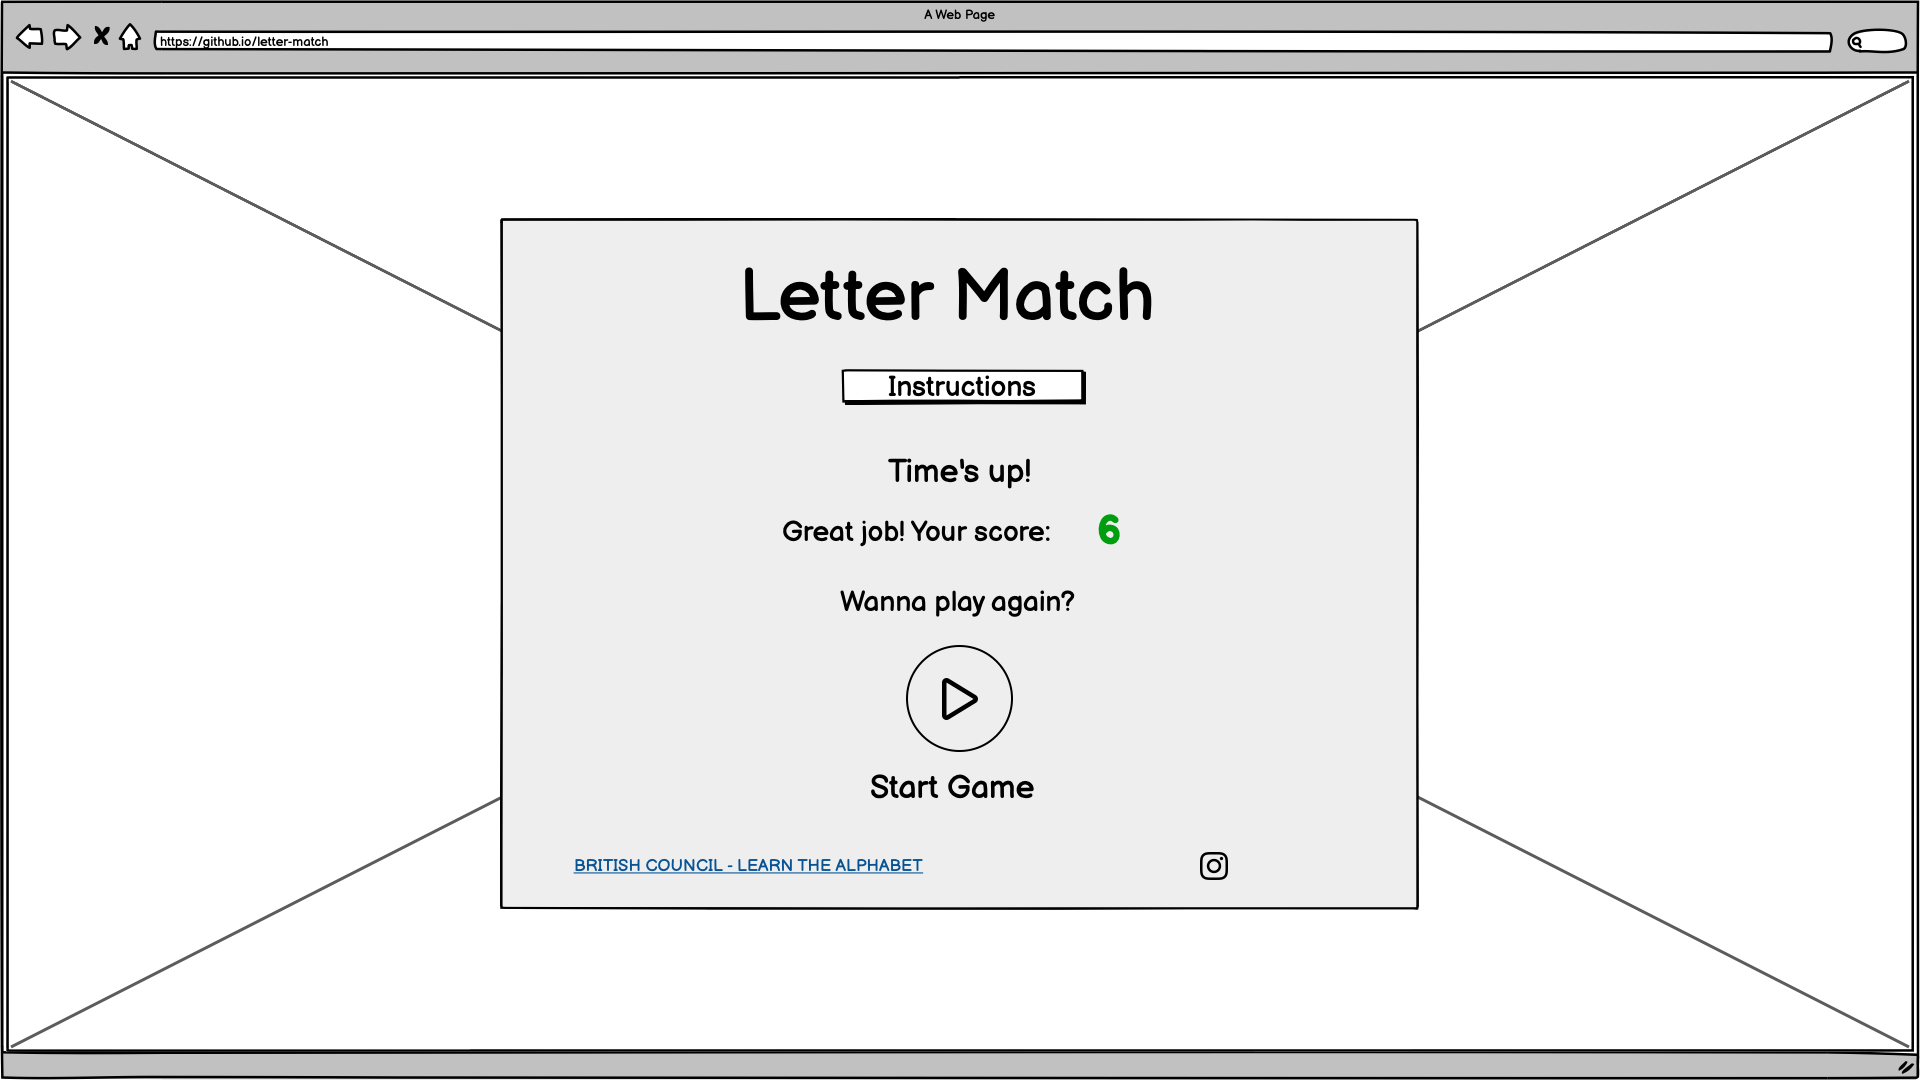 A Web Page
https://github.io/letter-match
Letter Match
Instructions
Time's up!
Great job! Your score: 6
Wanna play again?
Start Game
BRITISH COUNCIL - LEARN THE ALPHABET